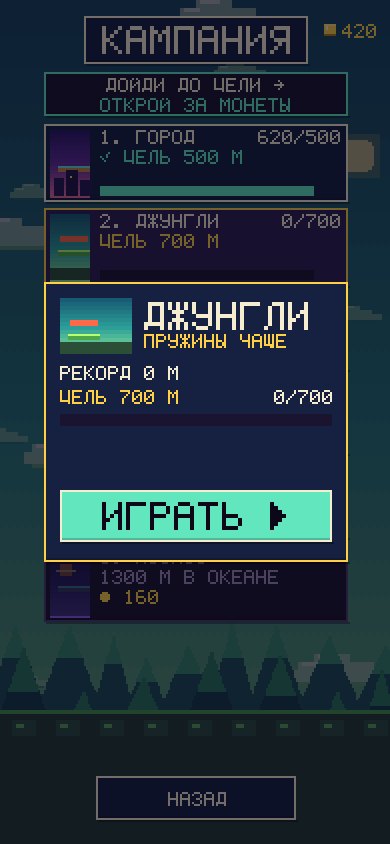 КАМПАНИЯ
420
ДОЙДИ ДО ЦЕЛИ →
ОТКРОЙ ЗА МОНЕТЫ
1. ГОРОД 620/500
✓ ЦЕЛЬ 500 М
2. ДЖУНГЛИ 0/700
ЦЕЛЬ 700 М
ДЖУНГЛИ
ПРУЖИНЫ ЧАЩЕ
РЕКОРД 0 М
ЦЕЛЬ 700 М 0/700
ИГРАТЬ ▶
1300 М В ОКЕАНЕ
160
НАЗАД